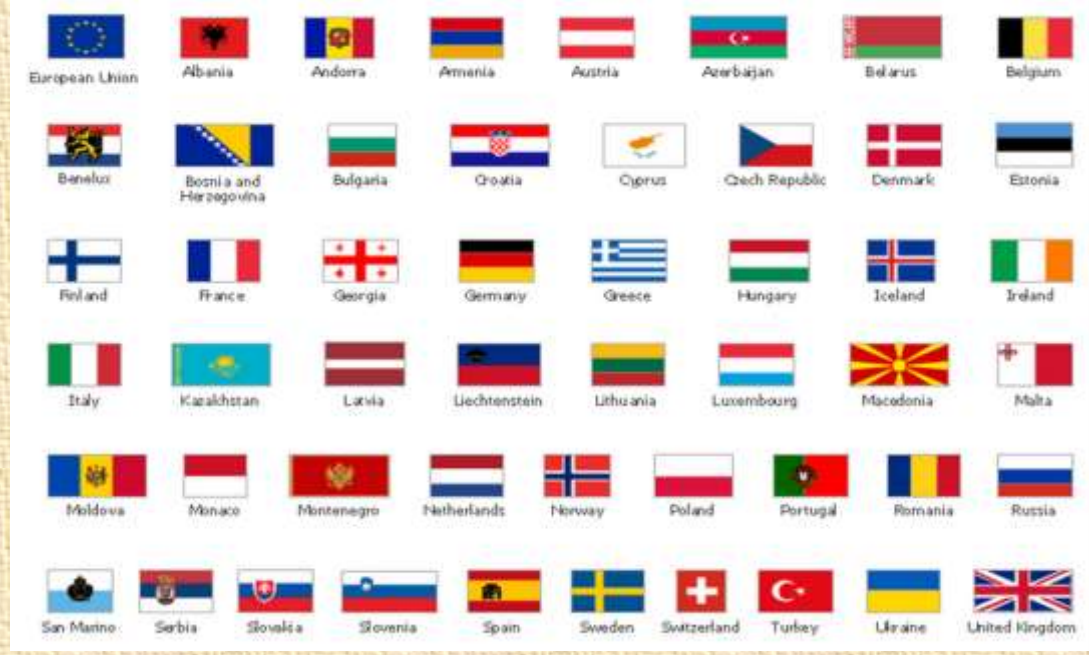 European Union Albania Andorra Armenia Austria Azerbaijan Belarus Belgium
Benelux Bosnia and Herzegovina Bulgaria Croatia Cyprus Czech Republic Denmark Estonia
Finland France Georgia Germany Greece Hungary Iceland Ireland
Italy Kazakhstan Latvia Liechtenstein Lithuania Luxembourg Macedonia Malta
Moldova Monaco Montenegro Netherlands Norway Poland Portugal Romania Russia
San Marino Serbia Slovakia Slovenia Spain Sweden Switzerland Turkey Ukraine United Kingdom